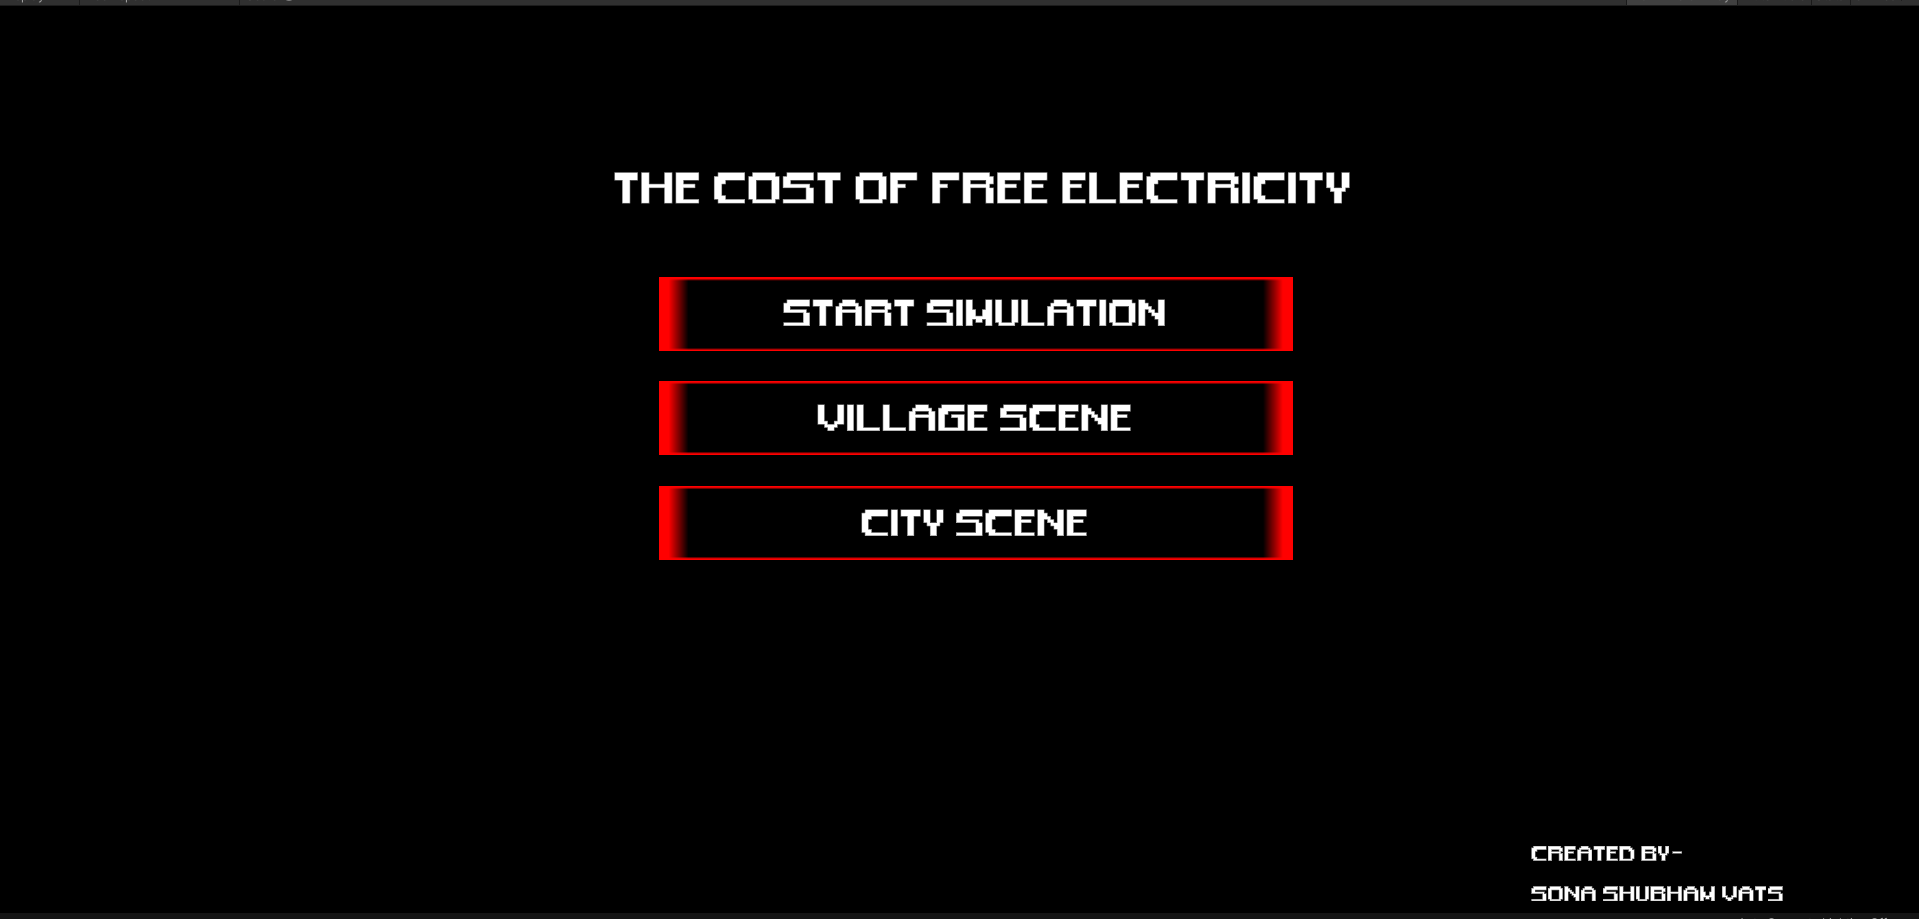 THE COST OF FREE ELECTRICITY
START SIMULATION
VILLAGE SCENE
CITY SCENE
CREATED BY-
SONA SHUBHAM VATS